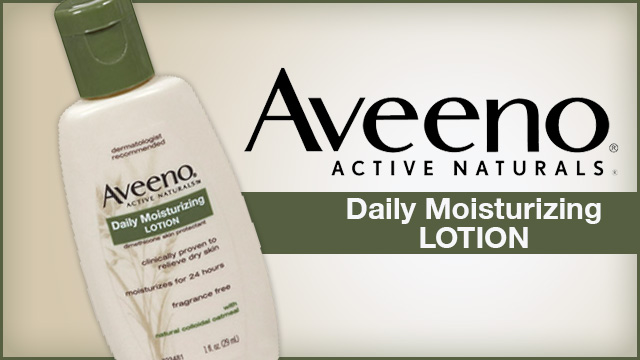 dermatologist
recommended
Aveeno®
ACTIVE NATURALS
Daily Moisturizing
LOTION
dimethicone skin protectant
clinically proven to
relieve dry skin
moisturizes for 24 hours
fragrance free
with
natural colloidal oatmeal
1 fl. oz (29 mL)
Aveeno®
ACTIVE NATURALS®
Daily Moisturizing
LOTION